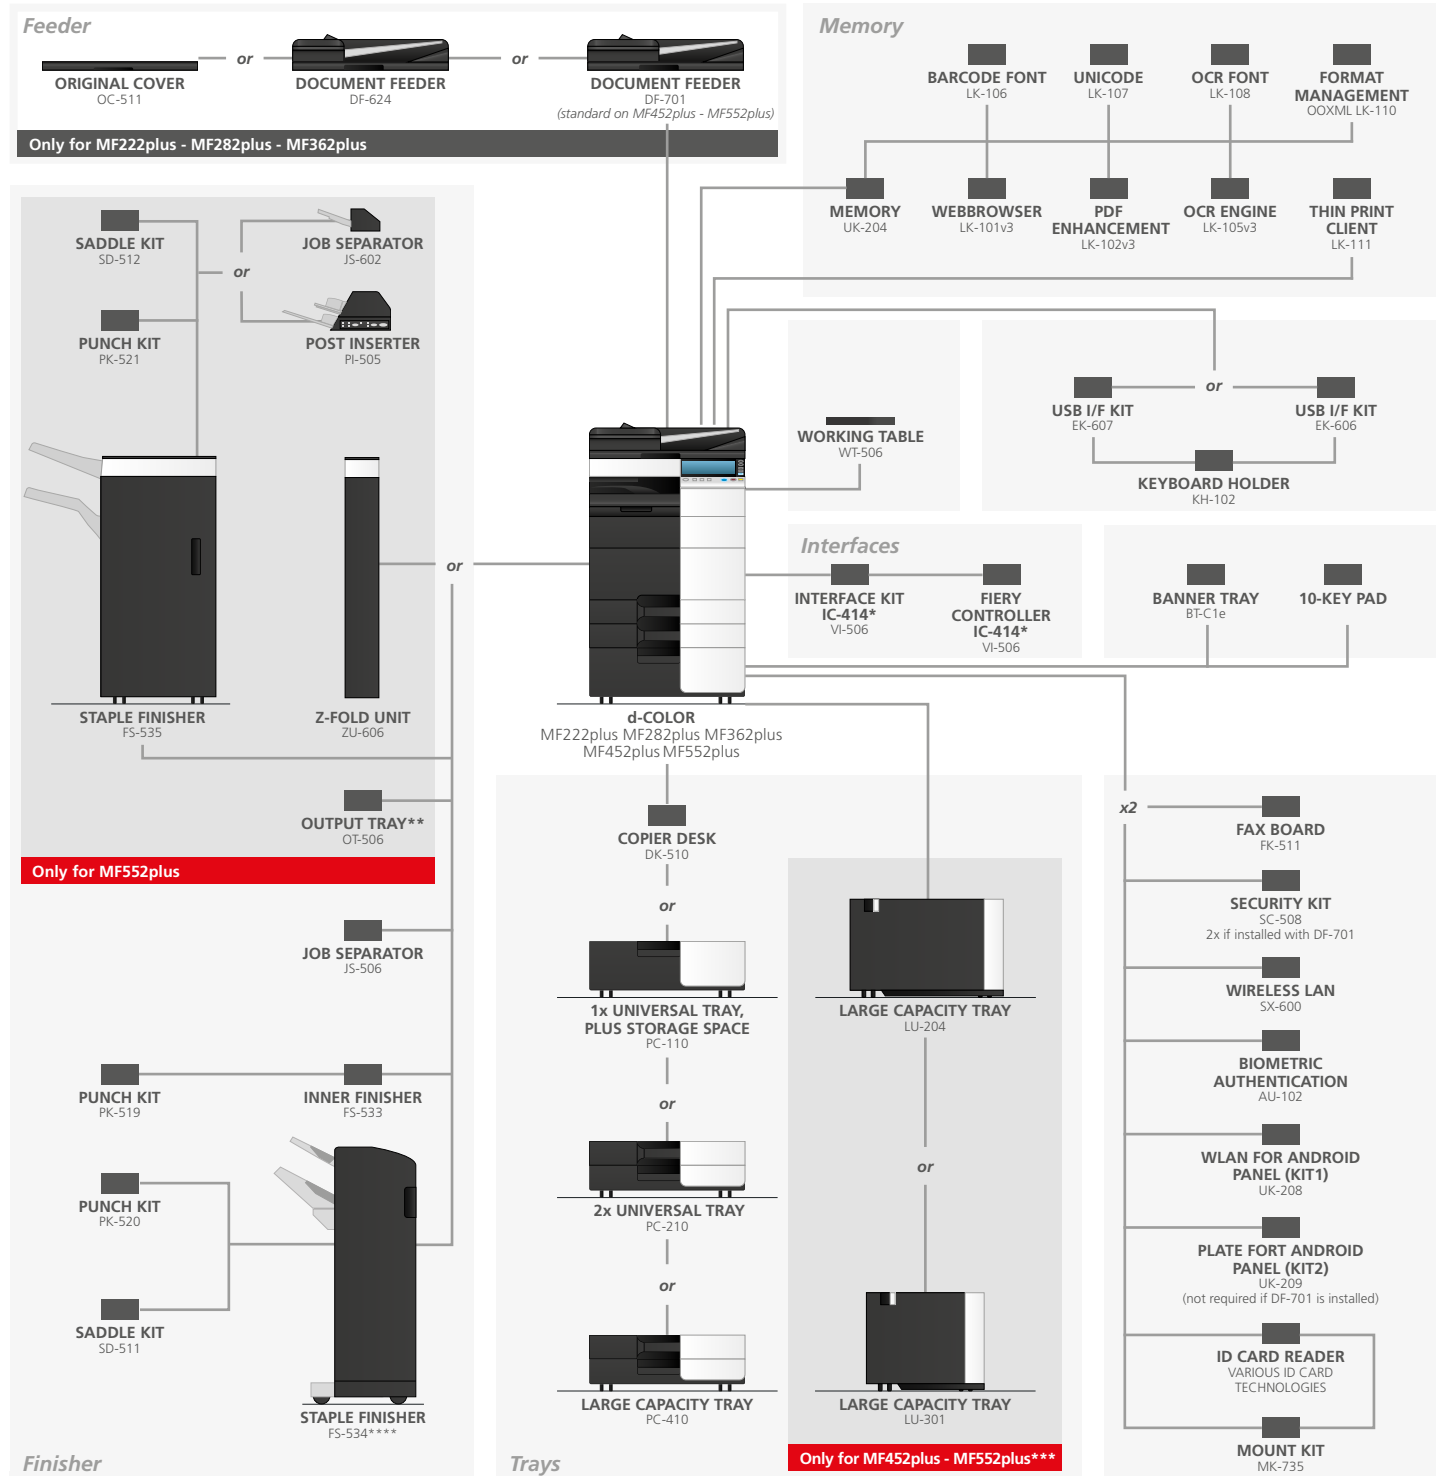 Feeder
or
or
ORIGINAL COVER
OC-511
DOCUMENT FEEDER
DF-624
DOCUMENT FEEDER
DF-701
(standard on MF452plus - MF552plus)
Only for MF222plus - MF282plus - MF362plus
Memory
BARCODE FONT
LK-106
UNICODE
LK-107
OCR FONT
LK-108
FORMAT
MANAGEMENT
OOXML LK-110
MEMORY
UK-204
WEBBROWSER
LK-101v3
PDF
ENHANCEMENT
LK-102v3
OCR ENGINE
LK-105v3
THIN PRINT
CLIENT
LK-111
SADDLE KIT
SD-512
JOB SEPARATOR
JS-602
or
PUNCH KIT
PK-521
POST INSERTER
PI-505
STAPLE FINISHER
FS-535
Z-FOLD UNIT
ZU-606
or
OUTPUT TRAY**
OT-506
Only for MF552plus
JOB SEPARATOR
JS-506
PUNCH KIT
PK-519
INNER FINISHER
FS-533
PUNCH KIT
PK-520
SADDLE KIT
SD-511
STAPLE FINISHER
FS-534****
Finisher
d-COLOR
MF222plus MF282plus MF362plus
MF452plus MF552plus
WORKING TABLE
WT-506
or
USB I/F KIT
EK-607
USB I/F KIT
EK-606
KEYBOARD HOLDER
KH-102
Interfaces
INTERFACE KIT
IC-414*
VI-506
FIERY
CONTROLLER
IC-414*
VI-506
BANNER TRAY
BT-C1e
10-KEY PAD
COPIER DESK
DK-510
or
1x UNIVERSAL TRAY,
PLUS STORAGE SPACE
PC-110
or
2x UNIVERSAL TRAY
PC-210
or
LARGE CAPACITY TRAY
PC-410
Trays
LARGE CAPACITY TRAY
LU-204
or
LARGE CAPACITY TRAY
LU-301
Only for MF452plus - MF552plus***
x2
FAX BOARD
FK-511
SECURITY KIT
SC-508
2x if installed with DF-701
WIRELESS LAN
SX-600
BIOMETRIC
AUTHENTICATION
AU-102
WLAN FOR ANDROID
PANEL (KIT1)
UK-208
PLATE FORT ANDROID
PANEL (KIT2)
UK-209
(not required if DF-701 is installed)
ID CARD READER
VARIOUS ID CARD
TECHNOLOGIES
MOUNT KIT
MK-735